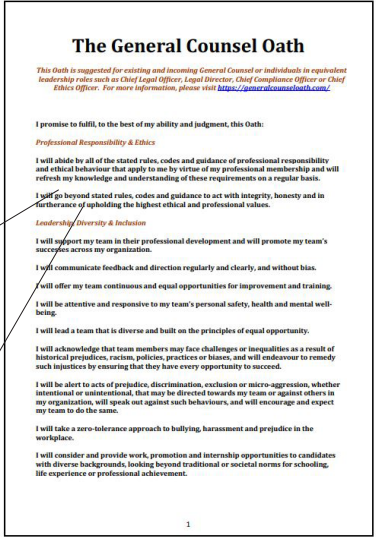 The General Counsel Oath
This Oath is suggested for existing and incoming General Counsel or individuals in equivalent
leadership roles such as Chief Legal Officer, Legal Director, Chief Compliance Officer or Chief
Ethics Officer. For more information, please visit https://generalcounseloath.com/
I promise to fulfil, to the best of my ability and judgment, this Oath:
Professional Responsibility & Ethics
I will abide by all of the stated rules, codes and guidance of professional responsibility
and ethical behaviour that apply to me by virtue of my professional membership and will
refresh my knowledge and understanding of these requirements on a regular basis.
I will go beyond stated rules, codes and guidance to act with integrity, honesty and in
furtherance of upholding the highest ethical and professional values.
Leadership, Diversity & Inclusion
I will support my team in their professional development and will promote my team's
successes across my organization.
I will communicate feedback and direction regularly and clearly, and without bias.
I will offer my team continuous and equal opportunities for improvement and training.
I will be attentive and responsive to my team's personal safety, health and mental well-
being.
I will lead a team that is diverse and built on the principles of equal opportunity.
I will acknowledge that team members may face challenges or inequalities as a result of
historical prejudices, racism, policies, practices or biases, and will endeavour to remedy
such injustices by ensuring that they have every opportunity to succeed.
I will be alert to acts of prejudice, discrimination, exclusion or micro-aggression, whether
intentional or unintentional, that may be directed towards my team or against others in
my organization, will speak out against such behaviours, and will encourage and expect
my team to do the same.
I will take a zero-tolerance approach to bullying, harassment and prejudice in the
workplace.
I will consider and provide work, promotion and internship opportunities to candidates
with diverse backgrounds, looking beyond traditional or societal norms for schooling,
life experience or professional achievement.
1